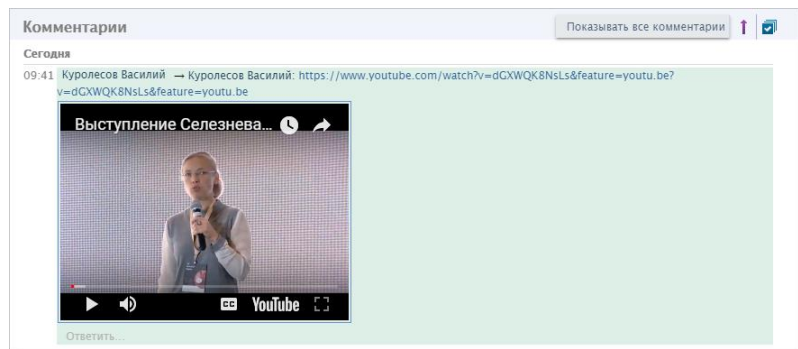 Комментарии
Показывать все комментарии
Сегодня
09:41 Куролесов Василий → Куролесов Василий: https://www.youtube.com/watch?v=dGXWQK8NsLs&feature=youtu.be?
v=dGXWQK8NsLs&feature=youtu.be
Выступление Селезнева...
CC YouTube
Ответить...